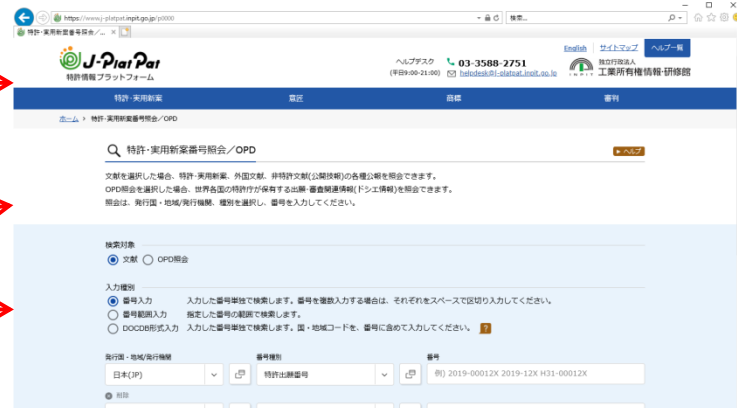 https://www.j-platpat.inpit.go.jp/p0000
検索...
特許・実用新案番号照会／...
J-PlatPat
特許情報プラットフォーム
ヘルプデスク 03-3588-2751
(平日9:00-21:00) helpdesk@j-platpat.inpit.go.jp
English サイトマップ ヘルプ一覧
INPIT 独立行政法人
工業所有権情報・研修館
特許・実用新案 意匠 商標 審判
ホーム > 特許・実用新案番号照会/OPD
特許・実用新案番号照会／OPD
ヘルプ
文献を選択した場合、特許・実用新案、外国文献、非特許文献(公開技報)の各種公報を照会できます。
OPD照会を選択した場合、世界各国の特許庁が保有する出願・審査関連情報(ドシエ情報)を照会できます。
照会は、発行国・地域/発行機関、種別を選択し、番号を入力してください。
検索対象
文献 OPD照会
入力種別
番号入力 入力した番号単独で検索します。番号を複数入力する場合は、それぞれをスペースで区切り入力してください。
番号範囲入力 指定した番号の範囲で検索します。
DOCDB形式入力 入力した番号単独で検索します。国・地域コードを、番号に含めて入力してください。 ?
発行国・地域/発行機関 番号種別 番号
日本(JP) 特許出願番号 例) 2019-00012X 2019-12X H31-00012X
削除